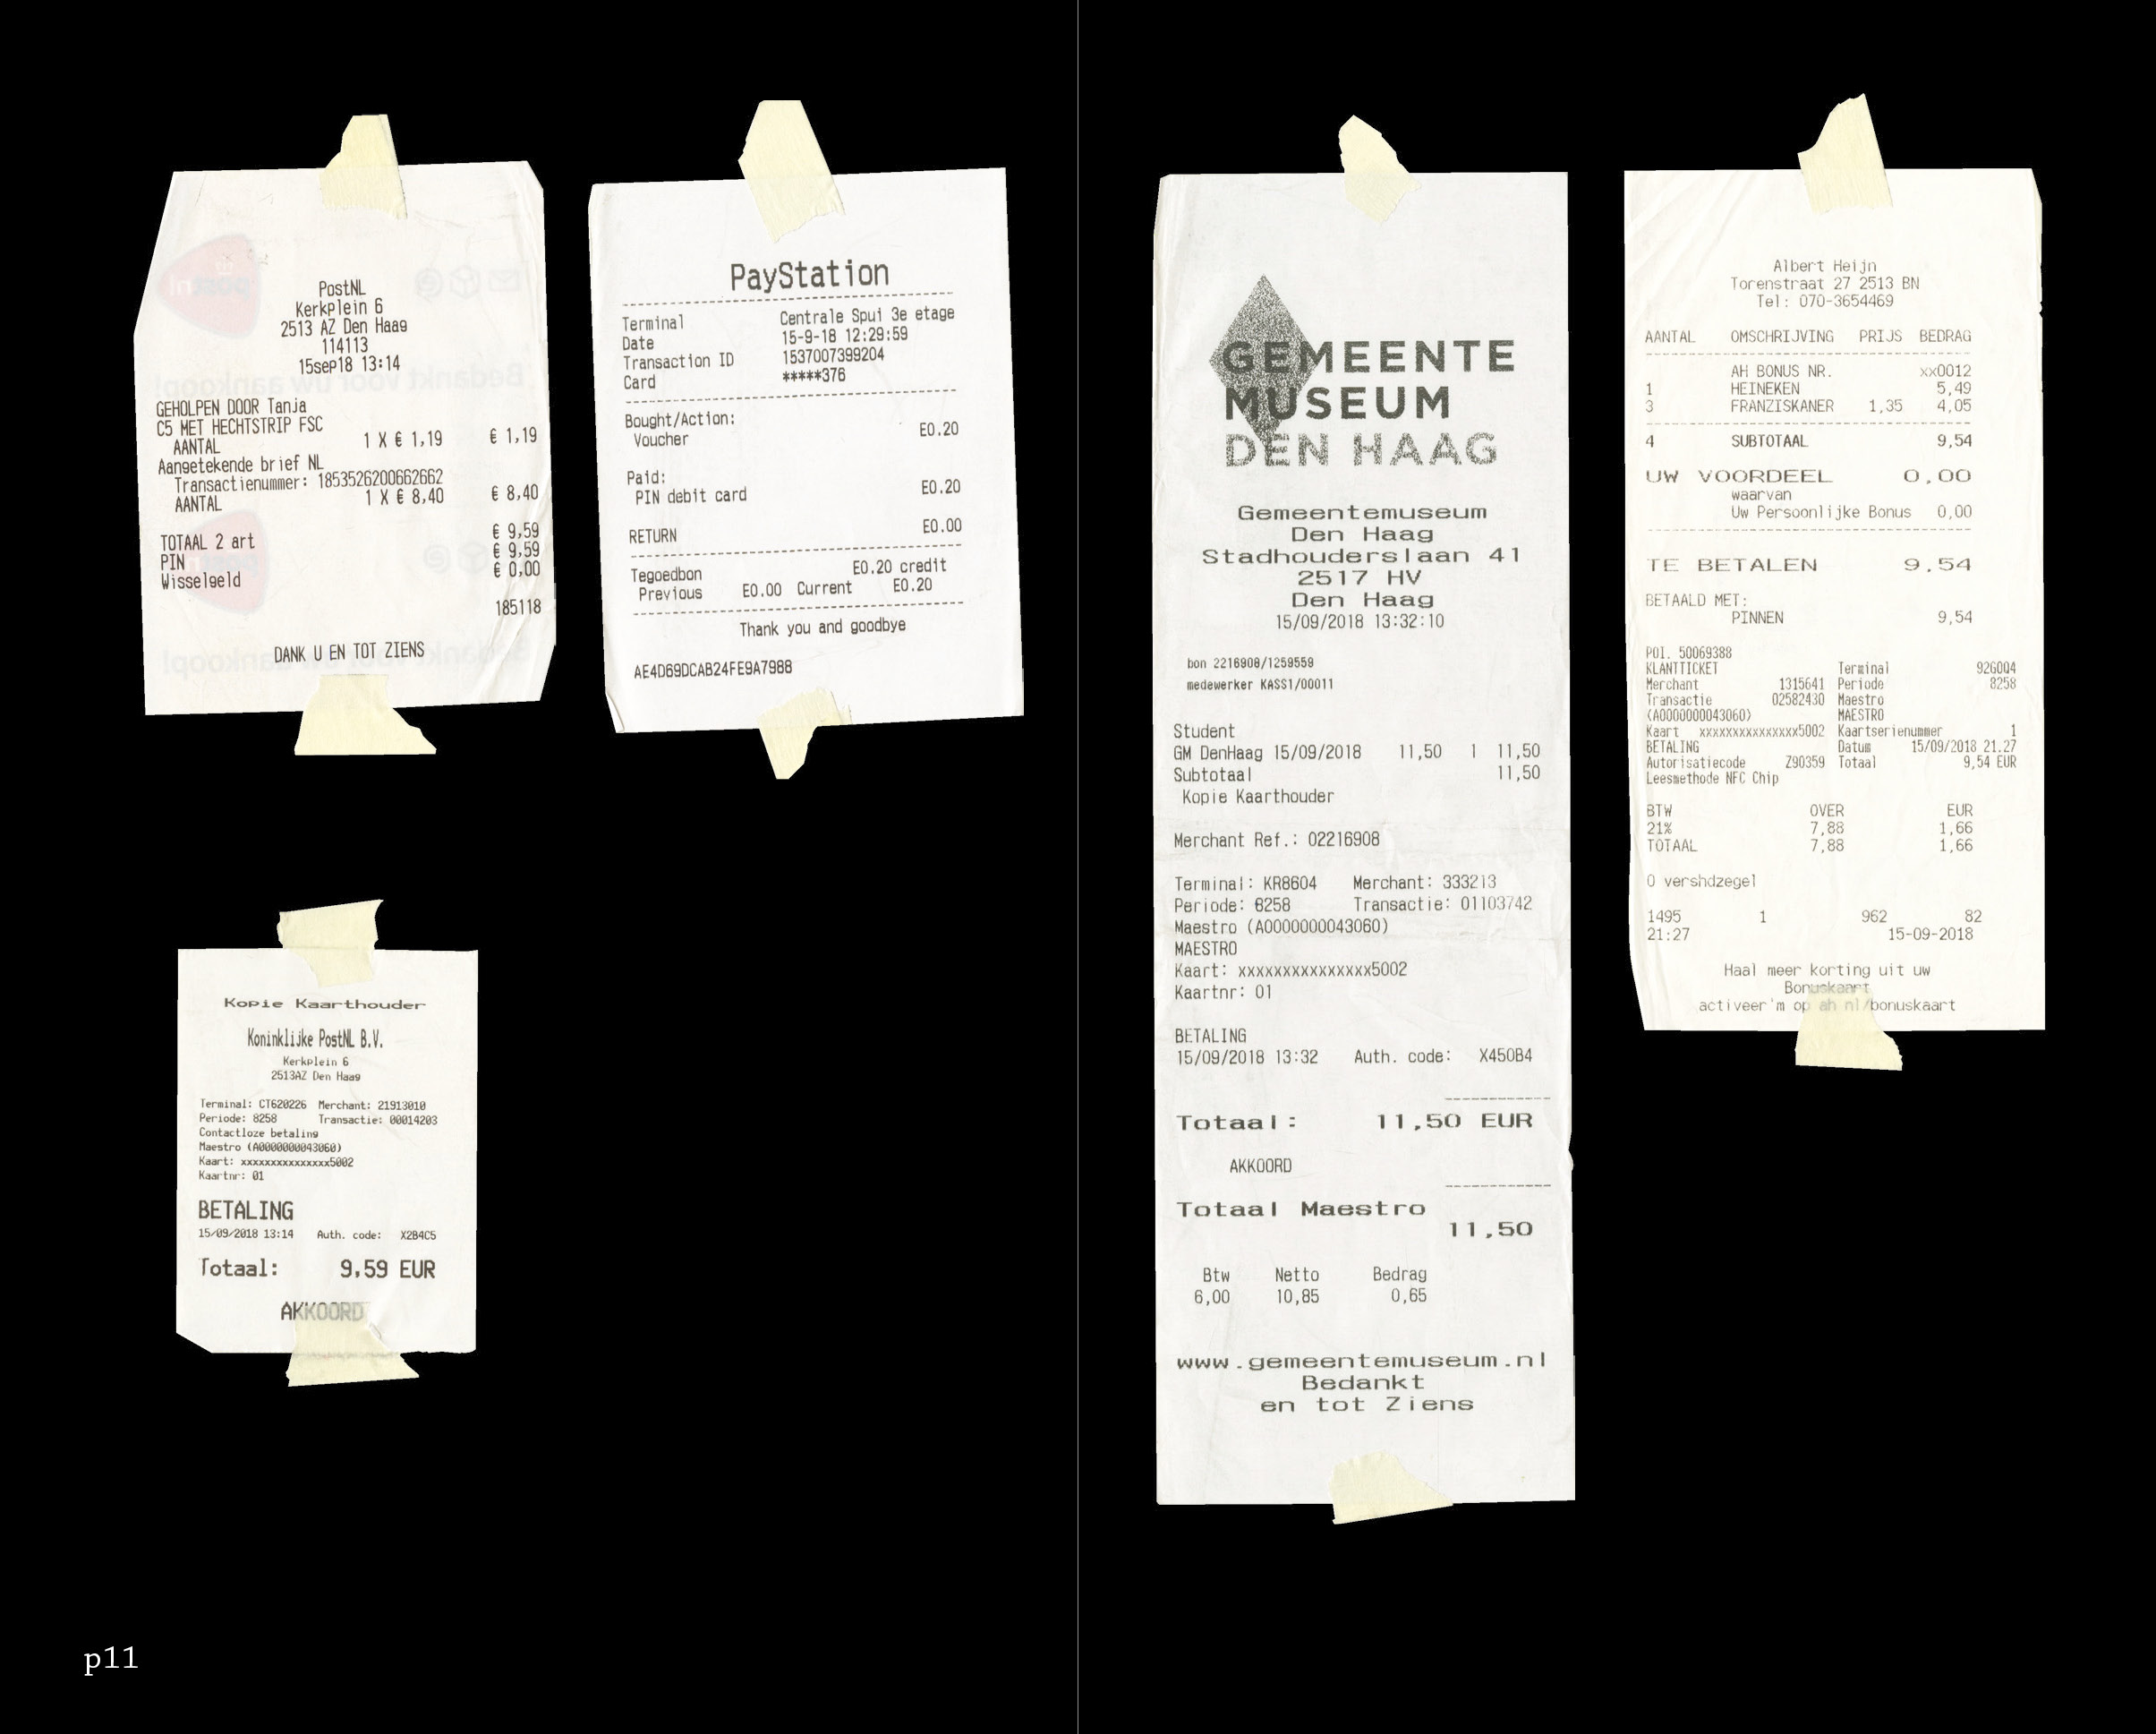 PostNL
Kerkplein 6
2513 AZ Den Haag
114113
15sep18 13:14
GEHOLPEN DOOR Tanja
C5 MET HECHTSTRIP FSC
AANTAL 1 X € 1,19 € 1,19
Aangetekende brief NL
Transactienummer: 1853526200662662
AANTAL 1 X € 8,40 € 8,40
TOTAAL 2 art € 9,59
PIN € 9,59
Wisselgeld € 0,00
185118
DANK U EN TOT ZIENS
PayStation
Terminal Centrale Spui 3e etage
Date 15-9-18 12:29:59
Transaction ID 1537007399204
Card *****376
Bought/Action:
Voucher E0.20
Paid:
PIN debit card E0.20
RETURN E0.00
Tegoedbon E0.20 credit
Previous E0.00 Current E0.20
Thank you and goodbye
AE4D69DCAB24FE9A7988
Kopie Kaarthouder
Koninklijke PostNL B.V.
Kerkplein 6
2513AZ Den Haag
Terminal: CT620226 Merchant: 21913010
Periode: 8258 Transactie: 00014203
Contactloze betaling
Maestro (A0000000043060)
Kaart: xxxxxxxxxxxxxxx5002
Kaartnr: 01
BETALING
15/09/2018 13:14 Auth. code: X2B4C5
Totaal: 9,59 EUR
AKKOORD
GEMEENTE
MUSEUM
DEN HAAG
Gemeentemuseum
Den Haag
Stadhouderslaan 41
2517 HV
Den Haag
15/09/2018 13:32:10
bon 2216908/1259559
medewerker KASS1/00011
Student
GM DenHaag 15/09/2018 11,50 1 11,50
Subtotaal 11,50
Kopie Kaarthouder
Merchant Ref.: 02216908
Terminal: KR8604 Merchant: 333213
Periode: 8258 Transactie: 01103742
Maestro (A0000000043060)
MAESTRO
Kaart: xxxxxxxxxxxxxxx5002
Kaartnr: 01
BETALING
15/09/2018 13:32 Auth. code: X450B4
Totaal: 11,50 EUR
AKKOORD
Totaal Maestro
11,50
Btw Netto Bedrag
6,00 10,85 0,65
www.gemeentemuseum.nl
Bedankt
en tot Ziens
Albert Heijn
Torenstraat 27 2513 BN
Tel: 070-3654469
AANTAL OMSCHRIJVING PRIJS BEDRAG
AH BONUS NR. xx0012
1 HEINEKEN 5,49
3 FRANZISKANER 1,35 4,05
4 SUBTOTAAL 9,54
UW VOORDEEL 0,00
waarvan
Uw Persoonlijke Bonus 0,00
TE BETALEN 9,54
BETAALD MET:
PINNEN 9,54
POI. 50069388
KLANTTICKET Terminal 9260Q4
Merchant 1315641 Periode 8258
Transactie 02582430 Maestro
(A0000000043060) MAESTRO
Kaart xxxxxxxxxxxxxxx5002 Kaartserienummer 1
BETALING Datum 15/09/2018 21.27
Autorisatiecode Z90359 Totaal 9,54 EUR
Leesmethode NFC Chip
BTW OVER EUR
21% 7,88 1,66
TOTAAL 7,88 1,66
0 vershdzegel
1495 1 962 82
21:27 15-09-2018
Haal meer korting uit uw
Bonuskaart
activeer'm op ah nl/bonuskaart
p11